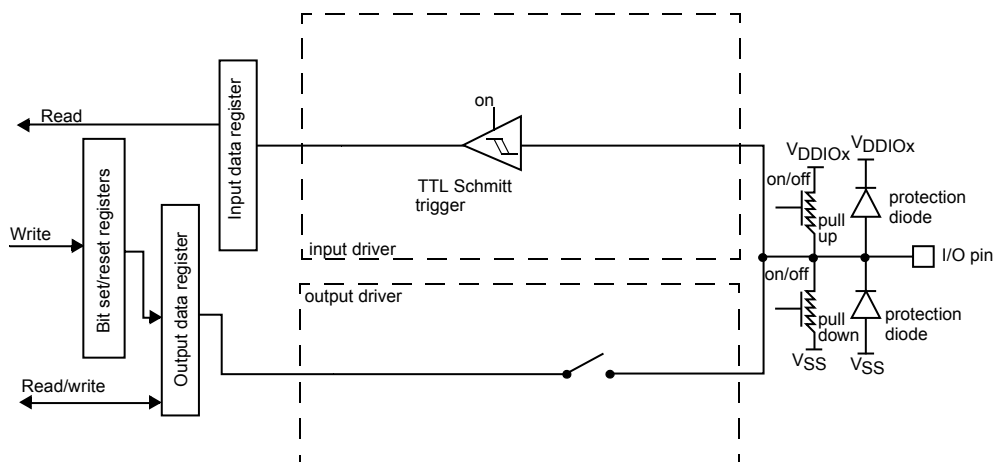 Read
Input data register
Bit set/reset registers
Write
Output data register
Read/write
on
TTL Schmitt
trigger
input driver
output driver
VDDIOx
VDDIOx
on/off
pull
up
protection
diode
I/O pin
on/off
pull
down
protection
diode
VSS
VSS